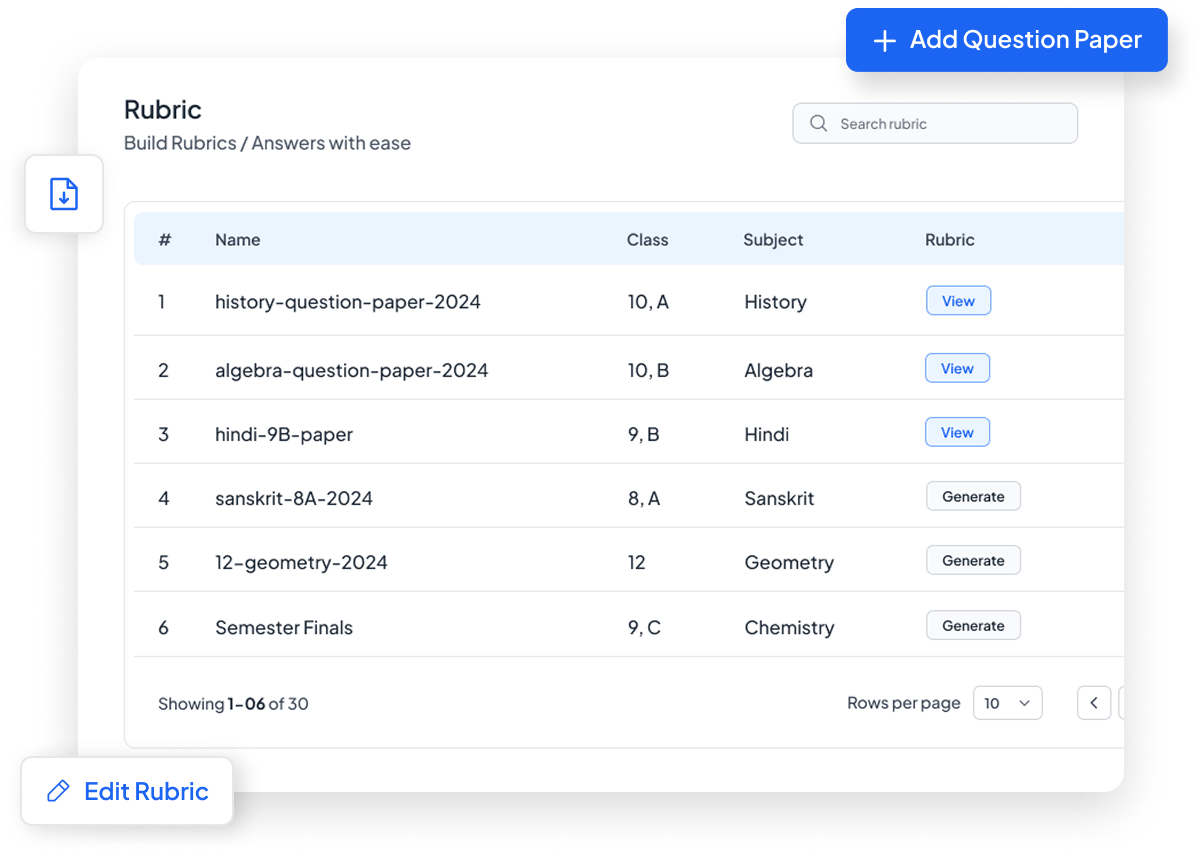 + Add Question Paper
Rubric
Build Rubrics / Answers with ease
Search rubric
# Name Class Subject Rubric
1 history-question-paper-2024 10, A History View
2 algebra-question-paper-2024 10, B Algebra View
3 hindi-9B-paper 9, B Hindi View
4 sanskrit-8A-2024 8, A Sanskrit Generate
5 12-geometry-2024 12 Geometry Generate
6 Semester Finals 9, C Chemistry Generate
Showing 1-06 of 30 Rows per page 10
Edit Rubric